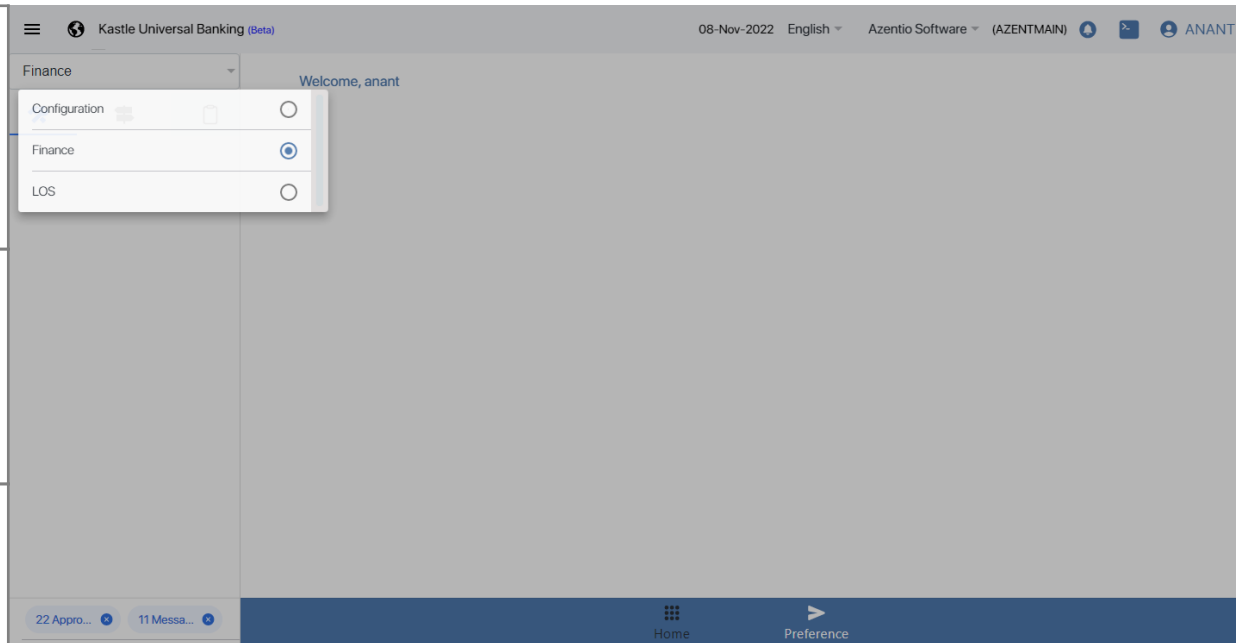 Kastle Universal Banking (Beta) 08-Nov-2022 English Azentio Software (AZENTMAIN) ANANT
Finance
Welcome, anant
Configuration
Finance
LOS
22 Appro... 11 Messa...
Home Preference